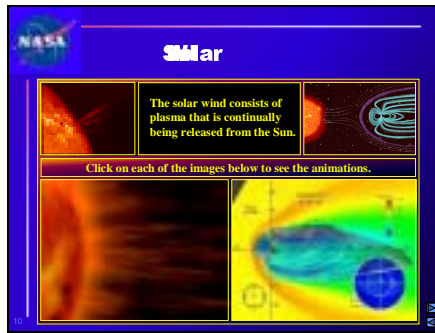 NASA
The solar wind consists of
plasma that is continually
being released from the Sun.
Click on each of the images below to see the animations.
10